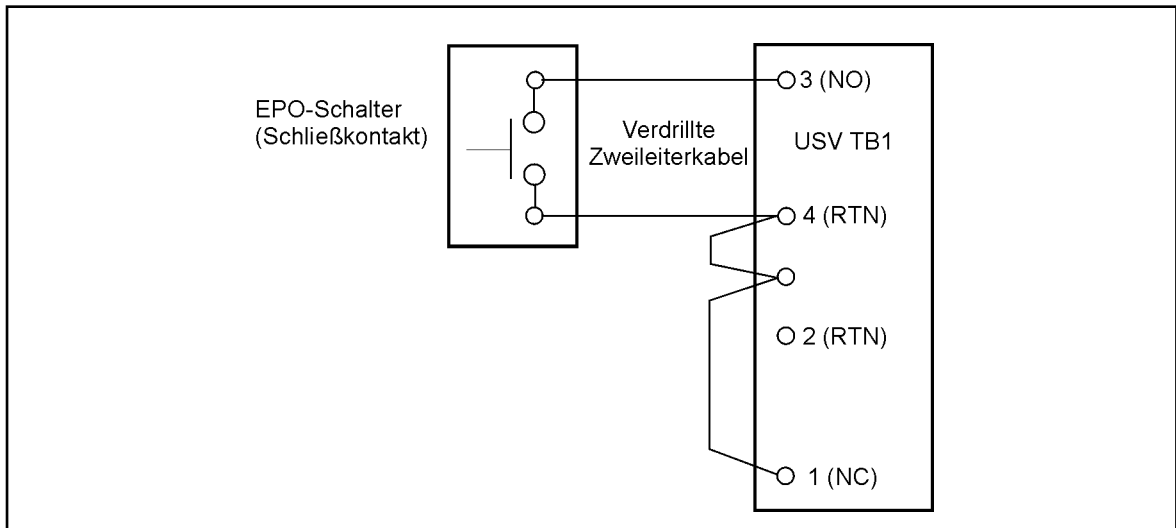 EPO-Schalter
(Schließkontakt)
Verdrillte
Zweileiterkabel
3 (NO)
USV TB1
4 (RTN)
2 (RTN)
1 (NC)